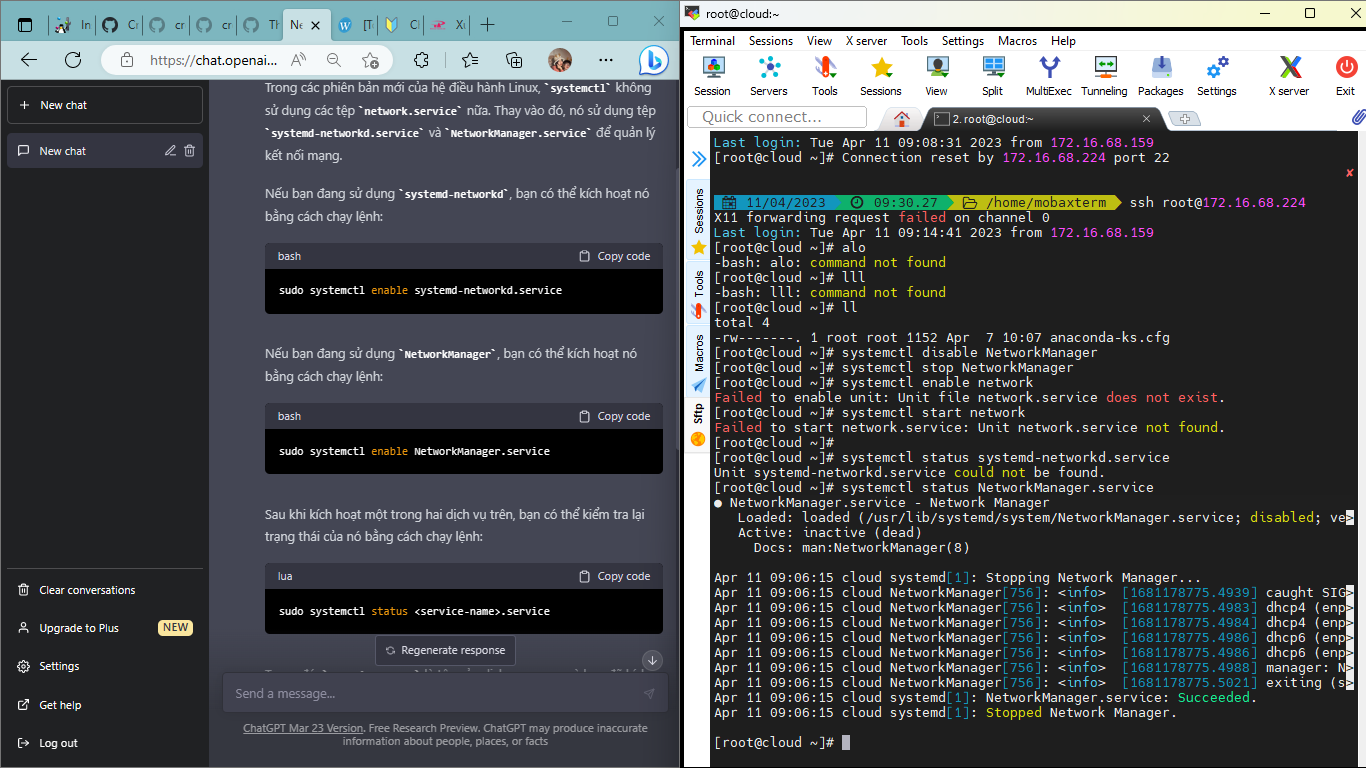 In
Cr
cr
cr
Th
Ne
[T
Cl
Xu
https://chat.openai...
New chat
New chat
Clear conversations
Upgrade to Plus NEW
Settings
Get help
Log out
Trong các phiên bản mới của hệ điều hành Linux, `systemctl` không
sử dụng các tệp `network.service` nữa. Thay vào đó, nó sử dụng tệp
`systemd-networkd.service` và `NetworkManager.service` để quản lý
kết nối mạng.
Nếu bạn đang sử dụng `systemd-networkd`, bạn có thể kích hoạt nó
bằng cách chạy lệnh:
bash Copy code
sudo systemctl enable systemd-networkd.service
Nếu bạn đang sử dụng `NetworkManager`, bạn có thể kích hoạt nó
bằng cách chạy lệnh:
bash Copy code
sudo systemctl enable NetworkManager.service
Sau khi kích hoạt một trong hai dịch vụ trên, bạn có thể kiểm tra lại
trạng thái của nó bằng cách chạy lệnh:
lua Copy code
sudo systemctl status <service-name>.service
Regenerate response
Send a message...
ChatGPT Mar 23 Version. Free Research Preview. ChatGPT may produce inaccurate
information about people, places, or facts
root@cloud:~
Terminal Sessions View X server Tools Settings Macros Help
Session Servers Tools Sessions View Split MultiExec Tunneling Packages Settings X server Exit
Quick connect...
2. root@cloud:~
Sessions
Tools
Macros
Sftp
Last login: Tue Apr 11 09:08:31 2023 from 172.16.68.159
[root@cloud ~]# Connection reset by 172.16.68.224 port 22
11/04/2023 09:30.27 /home/mobaxterm ssh root@172.16.68.224
X11 forwarding request failed on channel 0
Last login: Tue Apr 11 09:14:41 2023 from 172.16.68.159
[root@cloud ~]# alo
-bash: alo: command not found
[root@cloud ~]# lll
-bash: lll: command not found
[root@cloud ~]# ll
total 4
-rw-------. 1 root root 1152 Apr  7 10:07 anaconda-ks.cfg
[root@cloud ~]# systemctl disable NetworkManager
[root@cloud ~]# systemctl stop NetworkManager
[root@cloud ~]# systemctl enable network
Failed to enable unit: Unit file network.service does not exist.
[root@cloud ~]# systemctl start network
Failed to start network.service: Unit network.service not found.
[root@cloud ~]#
[root@cloud ~]# systemctl status systemd-networkd.service
Unit systemd-networkd.service could not be found.
[root@cloud ~]# systemctl status NetworkManager.service
● NetworkManager.service - Network Manager
Loaded: loaded (/usr/lib/systemd/system/NetworkManager.service; disabled; ve>
Active: inactive (dead)
Docs: man:NetworkManager(8)
Apr 11 09:06:15 cloud systemd[1]: Stopping Network Manager...
Apr 11 09:06:15 cloud NetworkManager[756]: <info>  [1681178775.4939] caught SIG>
Apr 11 09:06:15 cloud NetworkManager[756]: <info>  [1681178775.4983] dhcp4 (enp>
Apr 11 09:06:15 cloud NetworkManager[756]: <info>  [1681178775.4984] dhcp4 (enp>
Apr 11 09:06:15 cloud NetworkManager[756]: <info>  [1681178775.4986] dhcp6 (enp>
Apr 11 09:06:15 cloud NetworkManager[756]: <info>  [1681178775.4986] dhcp6 (enp>
Apr 11 09:06:15 cloud NetworkManager[756]: <info>  [1681178775.4988] manager: N>
Apr 11 09:06:15 cloud NetworkManager[756]: <info>  [1681178775.5021] exiting (s>
Apr 11 09:06:15 cloud systemd[1]: NetworkManager.service: Succeeded.
Apr 11 09:06:15 cloud systemd[1]: Stopped Network Manager.
[root@cloud ~]#